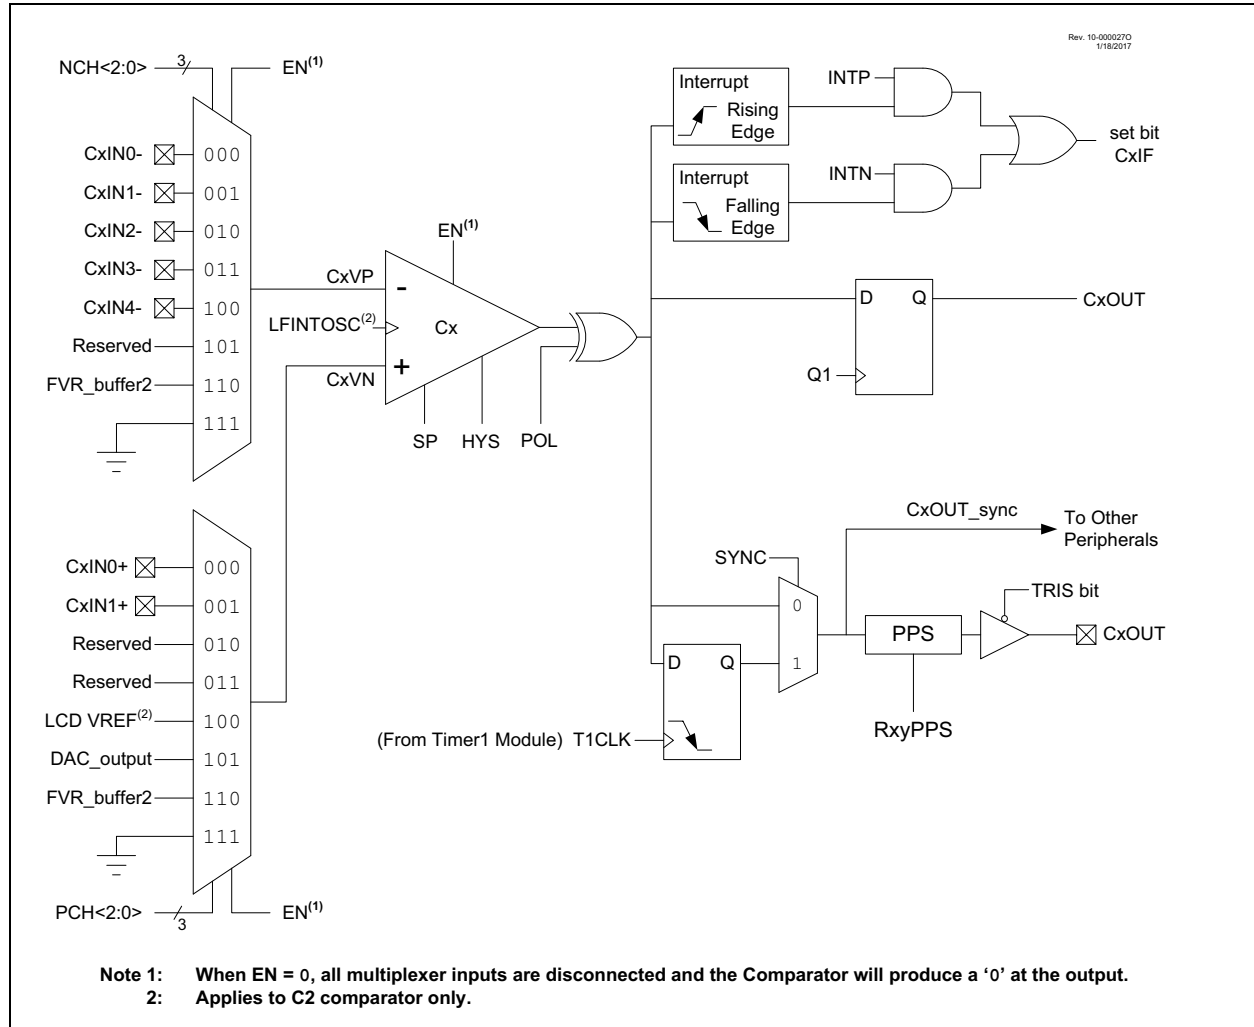 Rev. 10-000027O
1/18/2017
NCH<2:0>
3
EN(1)
CxIN0-
000
CxIN1-
001
CxIN2-
010
CxIN3-
011
CxIN4-
100
Reserved
101
FVR_buffer2
110
111
CxVP
-
EN(1)
LFINTOSC(2)
Cx
+
CxVN
SP
HYS
POL
Interrupt
Rising
Edge
INTP
Interrupt
Falling
Edge
INTN
set bit
CxIF
D
Q
CxOUT
Q1
CxOUT_sync
To Other
Peripherals
SYNC
0
1
TRIS bit
PPS
CxOUT
RxyPPS
D
Q
(From Timer1 Module) T1CLK
CxIN0+
000
CxIN1+
001
Reserved
010
Reserved
011
LCD VREF(2)
100
DAC_output
101
FVR_buffer2
110
111
PCH<2:0>
3
EN(1)
Note 1: When EN = 0, all multiplexer inputs are disconnected and the Comparator will produce a ‘0’ at the output.
2: Applies to C2 comparator only.